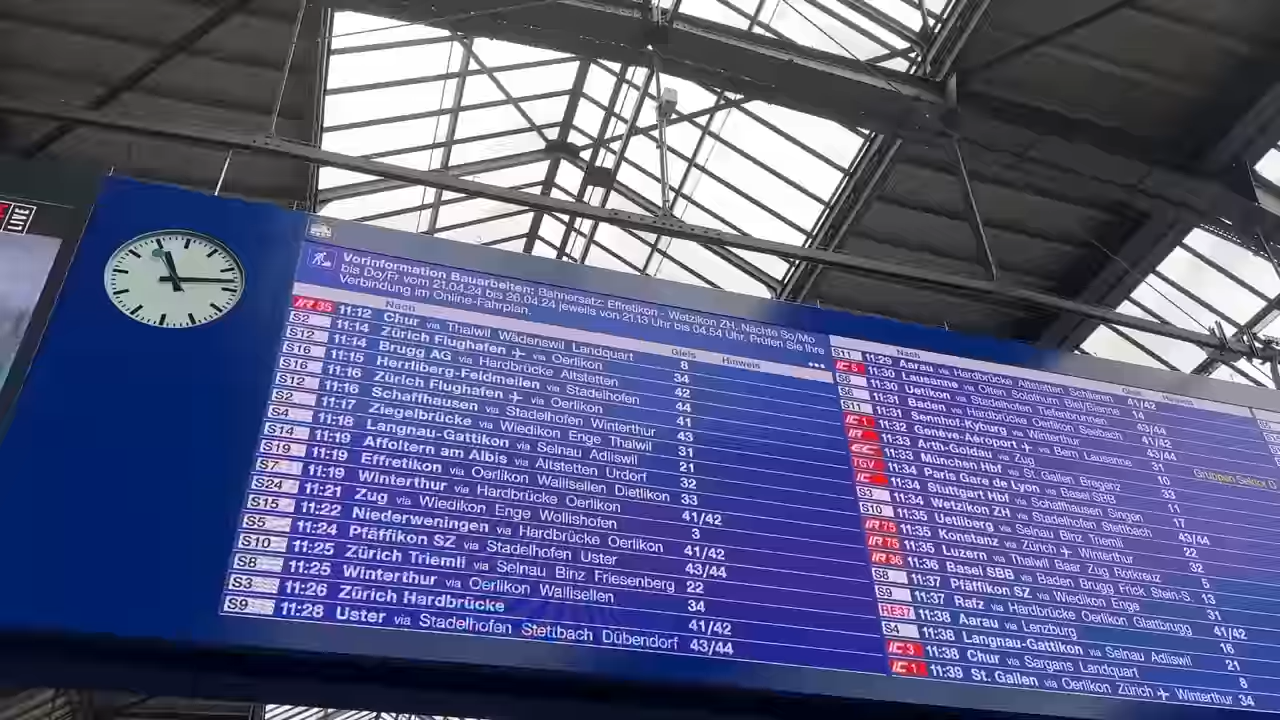 LIVE
Vorinformation Bauarbeiten: Bahnersatz: Effretikon - Wetzikon ZH, Nächte So/Mo
bis Do/Fr vom 21.04.24 bis 26.04.24 jeweils von 21.13 Uhr bis 04.54 Uhr. Prüfen Sie Ihre
Verbindung im Online-Fahrplan.
Nach Gleis Hinweis
IR 35 11:12 Chur via Thalwil Wädenswil Landquart 8
S2 11:14 Zürich Flughafen ✈ via Oerlikon 34
S12 11:14 Brugg AG via Hardbrücke Altstetten 42
S16 11:15 Herrliberg-Feldmeilen via Stadelhofen 44
S16 11:16 Zürich Flughafen ✈ via Oerlikon 41
S12 11:16 Schaffhausen via Stadelhofen Winterthur 43
S2 11:17 Ziegelbrücke via Wiedikon Enge Thalwil 31
S4 11:18 Langnau-Gattikon via Selnau Adliswil 21
S14 11:19 Affoltern am Albis via Altstetten Urdorf 32
S19 11:19 Effretikon via Oerlikon Wallisellen Dietlikon 33
S7 11:19 Winterthur via Hardbrücke Oerlikon 41/42
S24 11:21 Zug via Wiedikon Enge Wollishofen 3
S15 11:22 Niederweningen via Hardbrücke Oerlikon 41/42
S5 11:24 Pfäffikon SZ via Stadelhofen Uster 43/44
S10 11:25 Zürich Triemli via Selnau Binz Friesenberg 22
S8 11:25 Winterthur via Oerlikon Wallisellen 34
S3 11:26 Zürich Hardbrücke 41/42
S9 11:28 Uster via Stadelhofen Stettbach Dübendorf 43/44
Nach Gleis Hinweis
S11 11:29 Aarau via Hardbrücke Altstetten Schlieren 41/42
IC 5 11:30 Lausanne via Olten Solothurn Biel/Bienne 14
S6 11:30 Uetikon via Stadelhofen Tiefenbrunnen 43/44
S6 11:31 Baden via Hardbrücke Oerlikon Seebach 41/42
S11 11:31 Sennhof-Kyburg via Winterthur 43/44
IC 1 11:32 Genève-Aéroport ✈ via Bern Lausanne 31
IR 11:33 Arth-Goldau via Zug 10
EC 11:33 München Hbf via St. Gallen Bregenz 33
TGV 11:34 Paris Gare de Lyon via Basel SBB 11 Gruppen Sektor D
IC 11:34 Stuttgart Hbf via Schaffhausen Singen 17
S3 11:34 Wetzikon ZH via Stadelhofen Stettbach 43/44
S10 11:35 Uetliberg via Selnau Binz Triemli 22
IR 75 11:35 Konstanz via Zürich ✈ Winterthur 32
IR 75 11:35 Luzern via Thalwil Baar Zug Rotkreuz 5
IR 36 11:36 Basel SBB via Baden Brugg Frick Stein-S. 13
S8 11:37 Pfäffikon SZ via Wiedikon Enge 31
S9 11:37 Rafz via Hardbrücke Oerlikon Glattbrugg 41/42
RE37 11:38 Aarau via Lenzburg 16
S4 11:38 Langnau-Gattikon via Selnau Adliswil 21
IC 3 11:38 Chur via Sargans Landquart 8
IC 1 11:39 St. Gallen via Oerlikon Zürich ✈ Winterthur 34